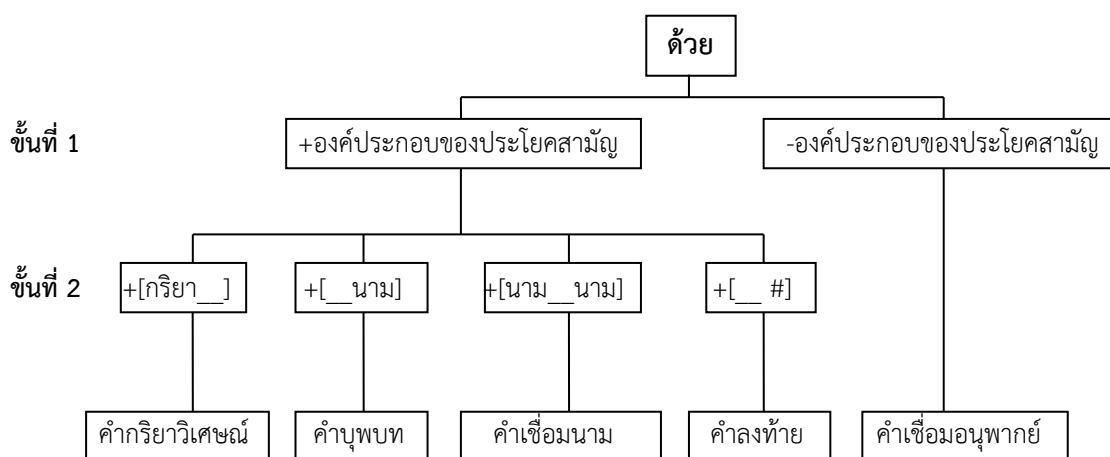 ด้วย
ขั้นที่ 1
+องค์ประกอบของประโยคสามัญ
-องค์ประกอบของประโยคสามัญ
ขั้นที่ 2
+[กริยา__]
+[__นาม]
+[นาม__นาม]
+[__ #]
คำกริยาวิเศษณ์
คำบุพบท
คำเชื่อมนาม
คำลงท้าย
คำเชื่อมอนุพากย์